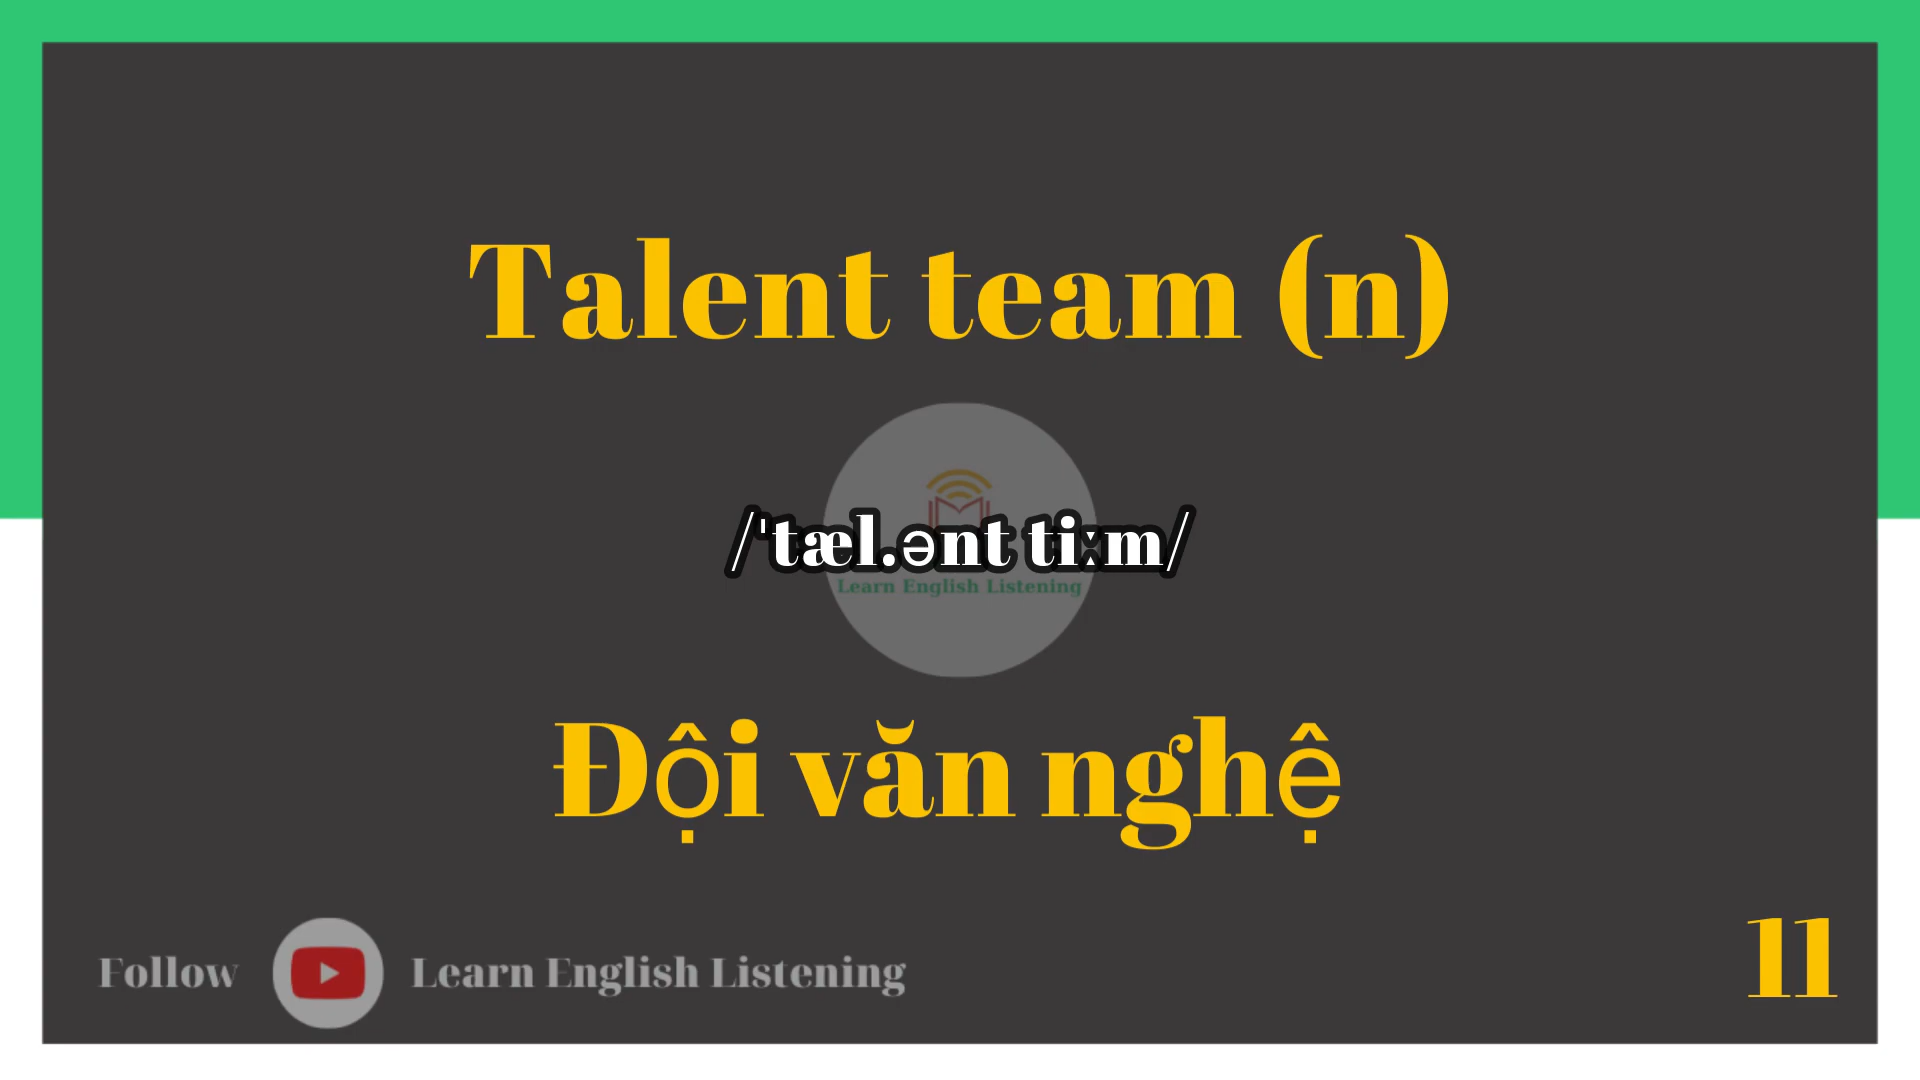 Talent team (n)
/ˈtæl.ənt tiːm/
Learn English Listening
Đội văn nghệ
Follow Learn English Listening
11